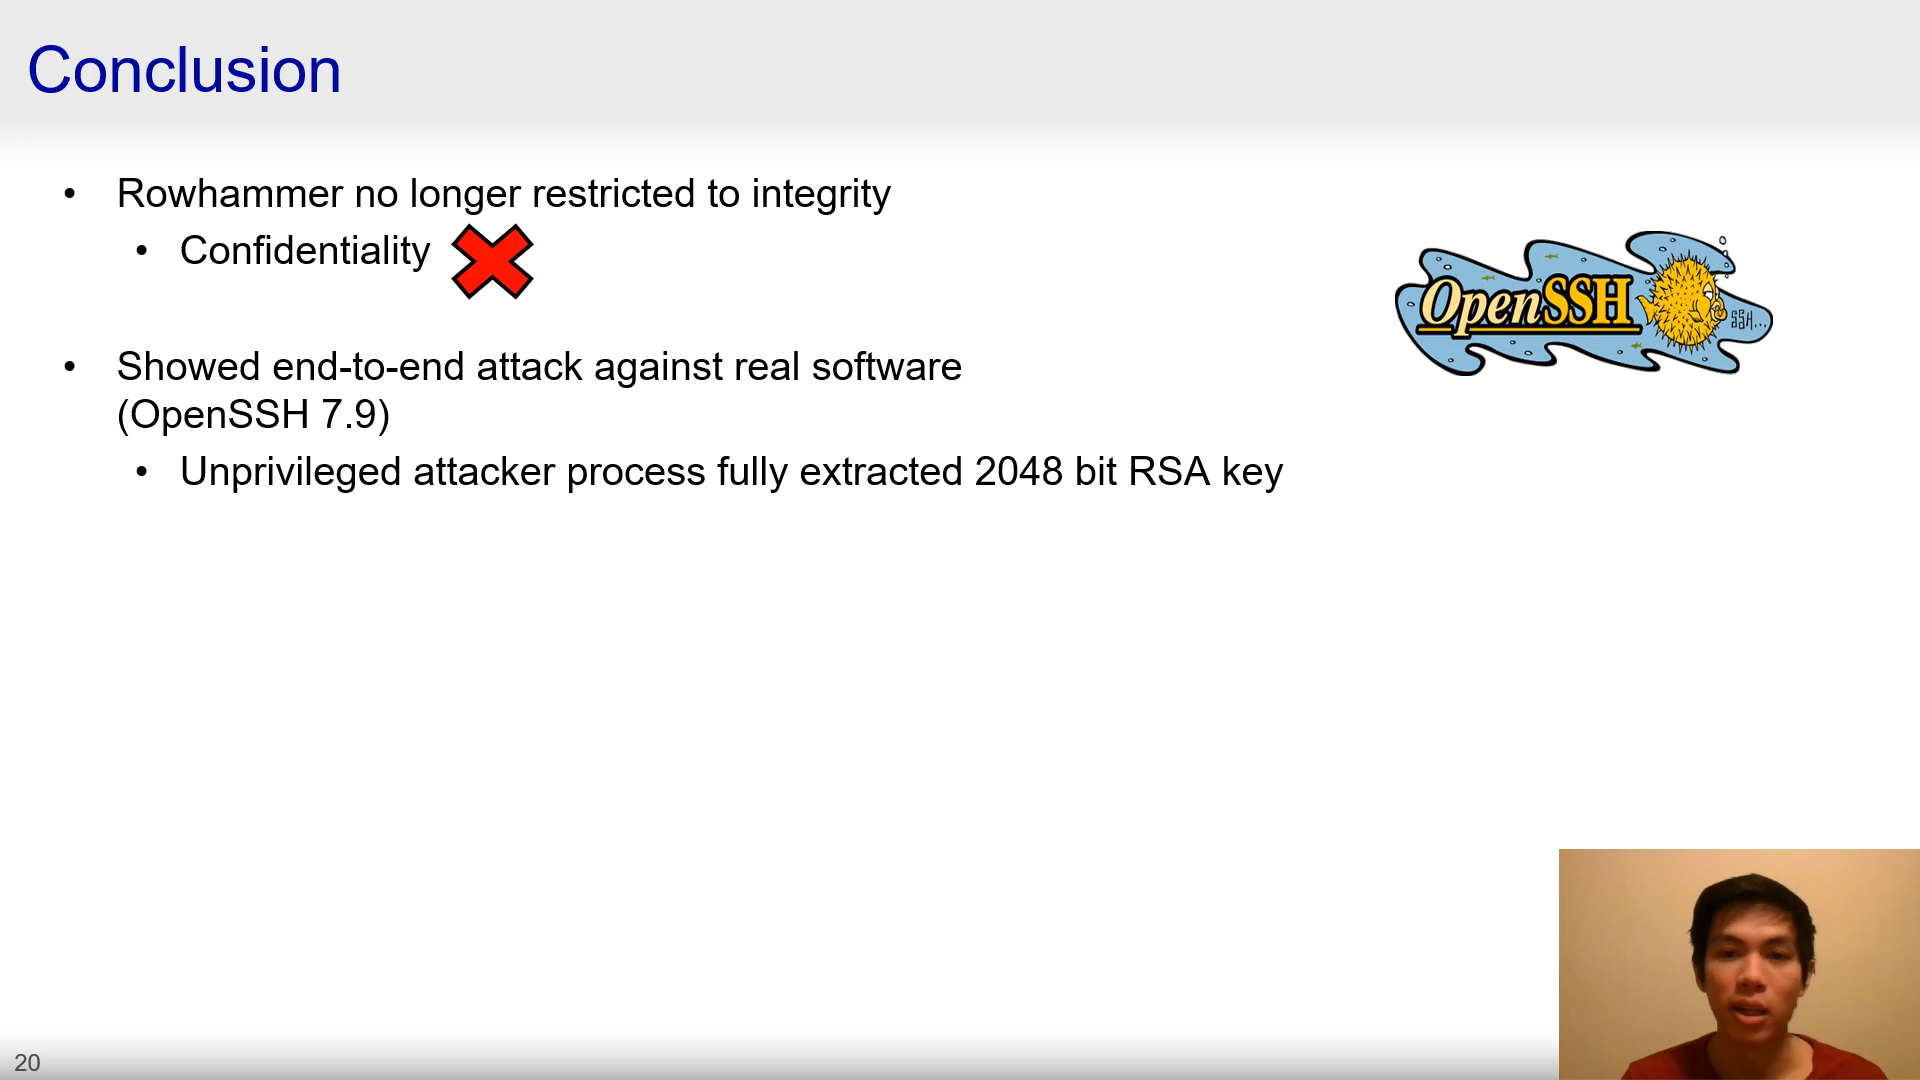 Conclusion
• Rowhammer no longer restricted to integrity
• Confidentiality
OpenSSH
SSH...
• Showed end-to-end attack against real software
(OpenSSH 7.9)
• Unprivileged attacker process fully extracted 2048 bit RSA key
20